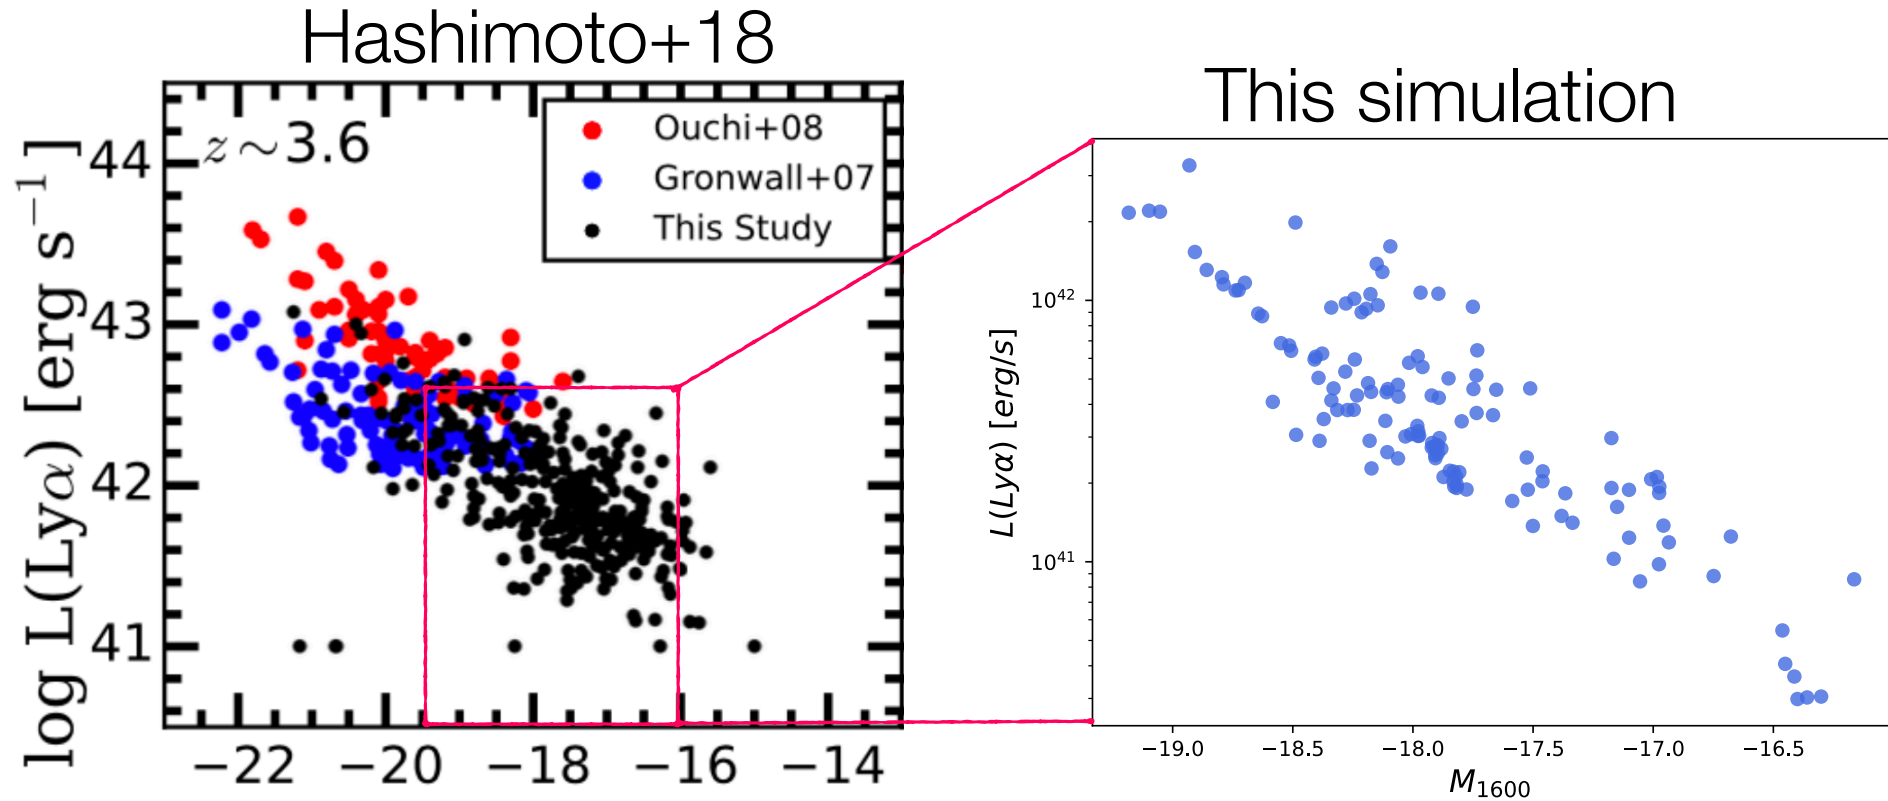 Hashimoto+18
This simulation
z~3.6
Ouchi+08
Gronwall+07
This Study
log L(Lyα) [erg s⁻¹]
44
43
42
41
−22 −20 −18 −16 −14
L(Lyα) [erg/s]
10⁴²
10⁴¹
−19.0 −18.5 −18.0 −17.5 −17.0 −16.5
M₁₆₀₀